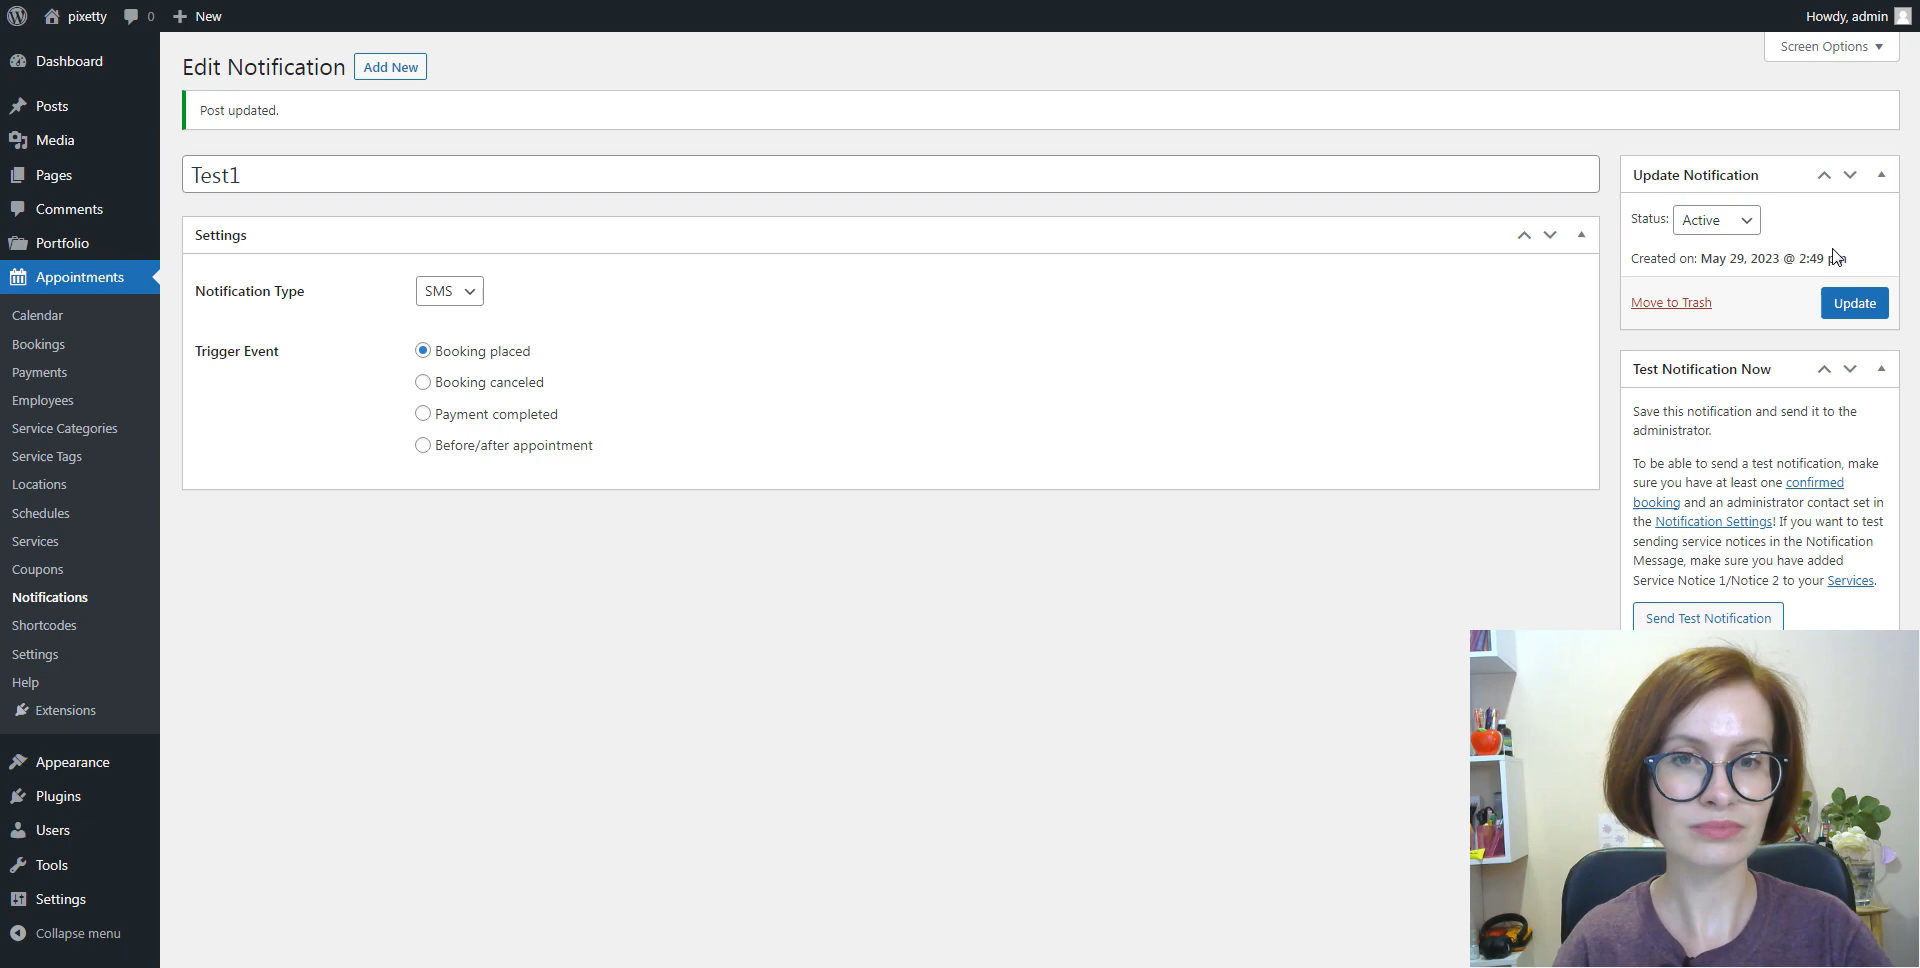 pixetty
0
New
Howdy, admin
Screen Options
Dashboard
Posts
Media
Pages
Comments
Portfolio
Appointments
Calendar
Bookings
Payments
Employees
Service Categories
Service Tags
Locations
Schedules
Services
Coupons
Notifications
Shortcodes
Settings
Help
Extensions
Appearance
Plugins
Users
Tools
Settings
Collapse menu
Edit Notification
Add New
Post updated.
Test1
Settings
Notification Type
SMS
Trigger Event
Booking placed
Booking canceled
Payment completed
Before/after appointment
Update Notification
Status: Active
Created on: May 29, 2023 @ 2:49
Move to Trash
Update
Test Notification Now
Save this notification and send it to the
administrator.
To be able to send a test notification, make
sure you have at least one confirmed
booking and an administrator contact set in
the Notification Settings! If you want to test
sending service notices in the Notification
Message, make sure you have added
Service Notice 1/Notice 2 to your Services.
Send Test Notification